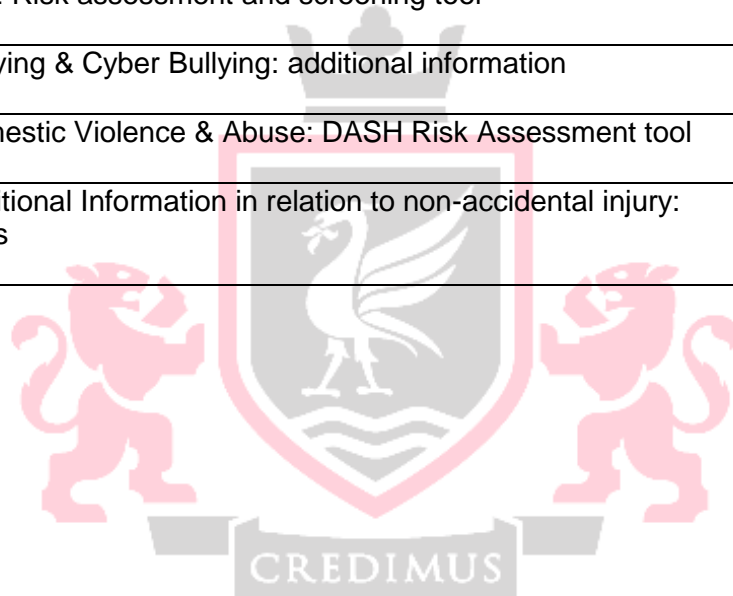 Risk assessment and screening tool
ying & Cyber Bullying: additional information
nestic Violence & Abuse: DASH Risk Assessment tool
itional Information in relation to non-accidental injury:
s
CREDIMUS